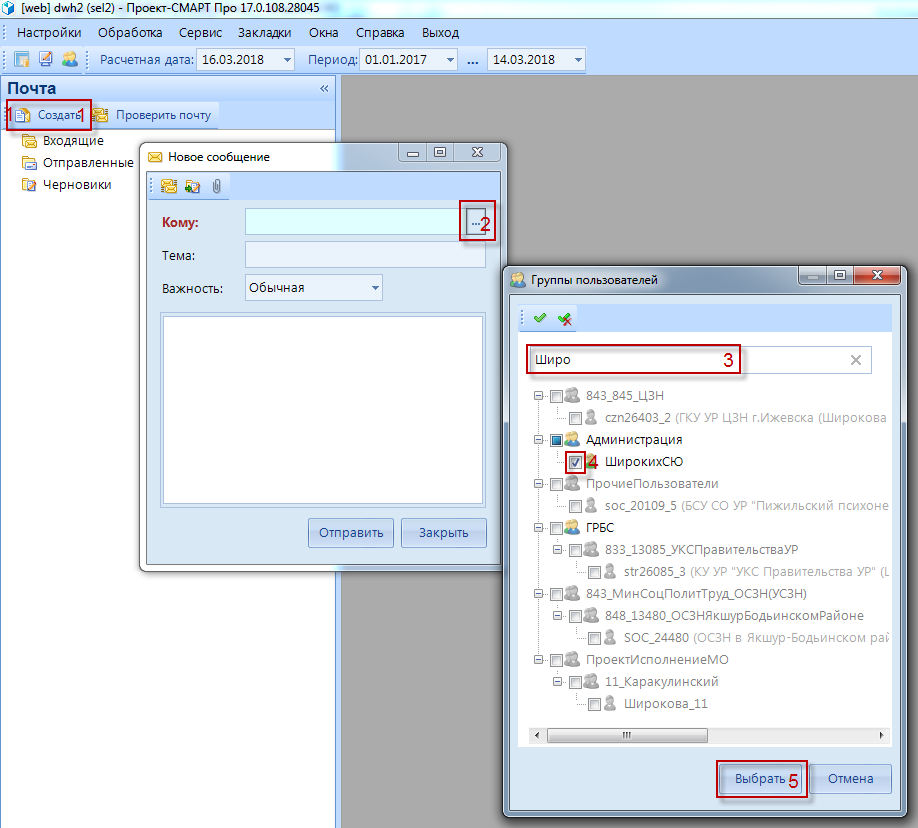 [web] dwh2 (sel2) - Проект-СМАРТ Про 17.0.108.28045
Настройки Обработка Сервис Закладки Окна Справка Выход
Расчетная дата: 16.03.2018 Период: 01.01.2017 ... 14.03.2018
Почта «
1 Создать 1 Проверить почту
Входящие
Отправленные
Черновики
Новое сообщение
Кому: ... 2
Тема:
Важность: Обычная
Отправить Закрыть
Группы пользователей
Широ 3
843_845_ЦЗН
czn26403_2 (ГКУ УР ЦЗН г.Ижевска (Широкова
Администрация
4 ШирокихСЮ
ПрочиеПользователи
soc_20109_5 (БСУ СО УР "Пижильский психоне
ГРБС
833_13085_УКСПравительстваУР
str26085_3 (КУ УР "УКС Правительства УР" (Ш
843_МинСоцПолитТруд_ОСЗН(УСЗН)
848_13480_ОСЗНЯкшурБодьинскомРайоне
SOC_24480 (ОСЗН в Якшур-Бодьинском рай
ПроектИсполнениеМО
11_Каракулинский
Широкова_11
Выбрать 5 Отмена